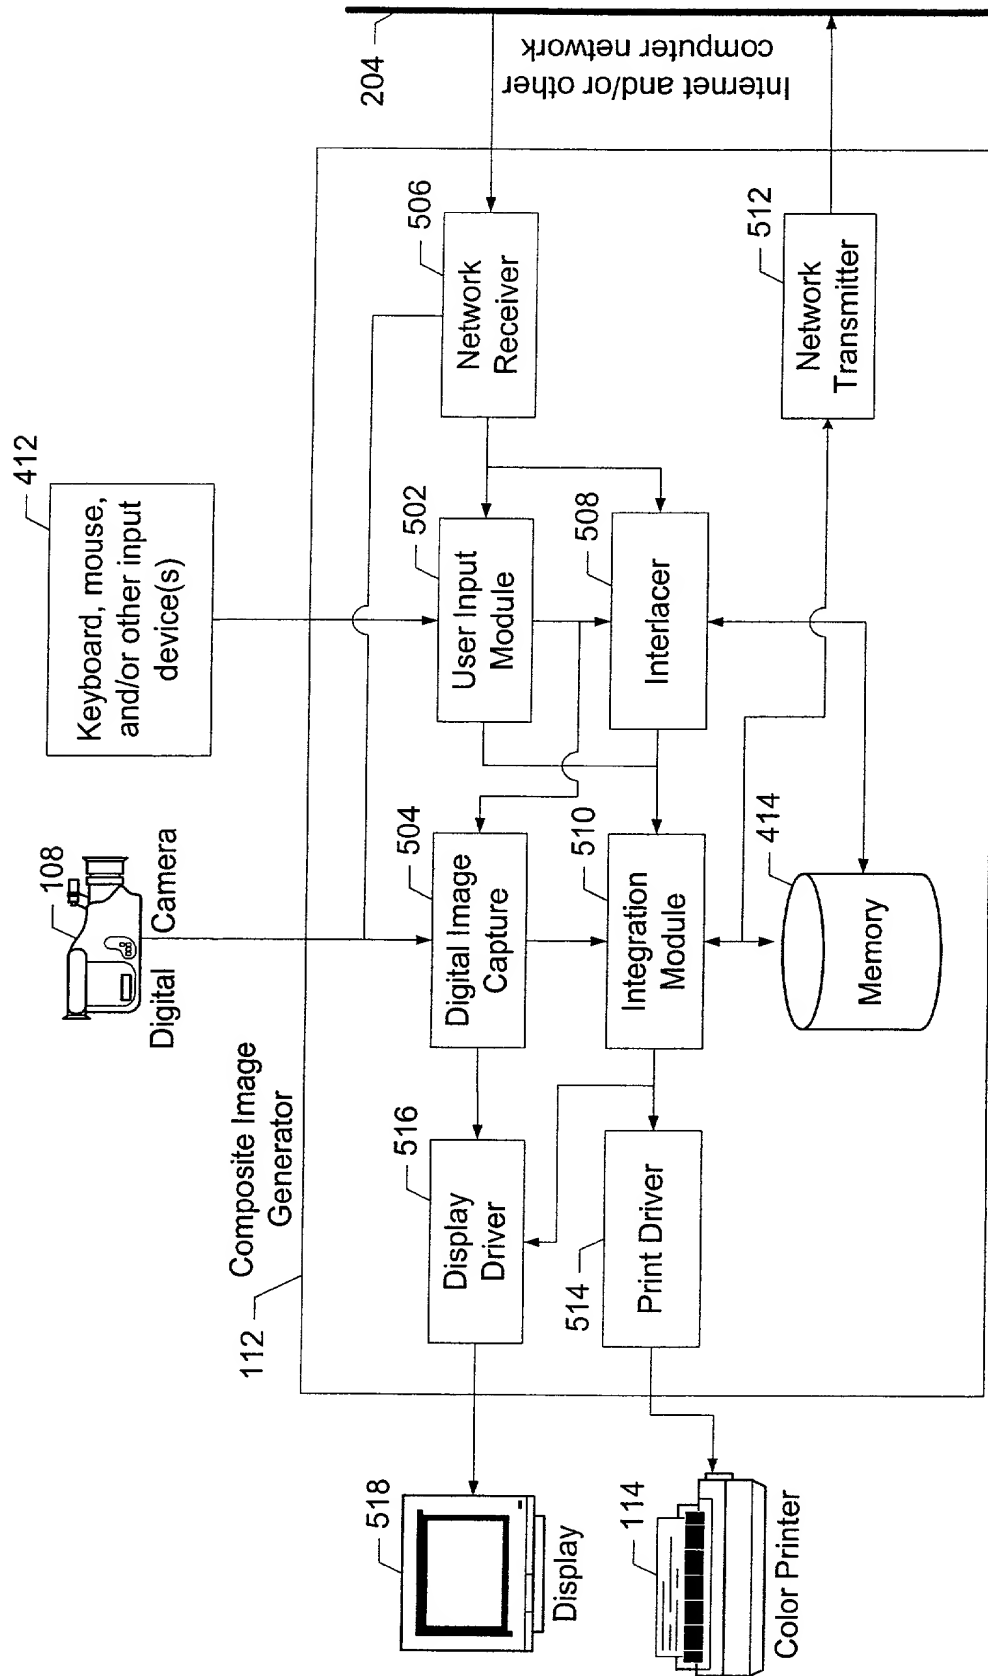 Keyboard, mouse,
and/or other input
device(s)
412
108
Digital Camera
Composite Image
Generator
112
Internet and/or other
computer network
204
Display
518
Display
Driver
516
Digital Image
Capture
504
User Input
Module
502
Network
Receiver
506
Color Printer
114
Print Driver
514
Integration
Module
510
Interlacer
508
Memory
414
Network
Transmitter
512